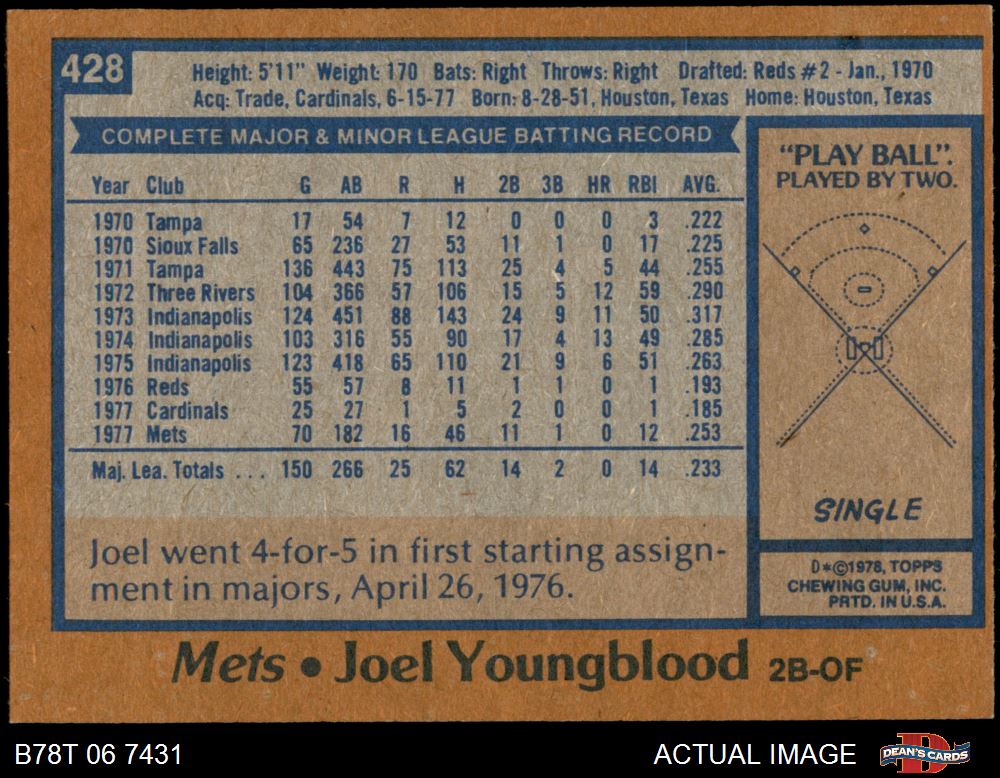 428
Height: 5'11" Weight: 170 Bats: Right Throws: Right Drafted: Reds #2 - Jan., 1970
Acq: Trade, Cardinals, 6-15-77 Born: 8-28-51, Houston, Texas Home: Houston, Texas
COMPLETE MAJOR & MINOR LEAGUE BATTING RECORD
Year Club G AB R H 2B 3B HR RBI AVG.
1970 Tampa 17 54 7 12 0 0 0 3 .222
1970 Sioux Falls 65 236 27 53 11 1 0 17 .225
1971 Tampa 136 443 75 113 25 4 5 44 .255
1972 Three Rivers 104 366 57 106 15 5 12 59 .290
1973 Indianapolis 124 451 88 143 24 9 11 50 .317
1974 Indianapolis 103 316 55 90 17 4 13 49 .285
1975 Indianapolis 123 418 65 110 21 9 6 51 .263
1976 Reds 55 57 8 11 1 1 0 1 .193
1977 Cardinals 25 27 1 5 2 0 0 1 .185
1977 Mets 70 182 16 46 11 1 0 12 .253
Maj. Lea. Totals . . . 150 266 25 62 14 2 0 14 .233
Joel went 4-for-5 in first starting assign-
ment in majors, April 26, 1976.
"PLAY BALL".
PLAYED BY TWO.
SINGLE
D*©1978, TOPPS
CHEWING GUM, INC.
PRTD. IN U.S.A.
Mets • Joel Youngblood 2B-OF
B78T 06 7431
ACTUAL IMAGE
D
DEAN'S CARDS